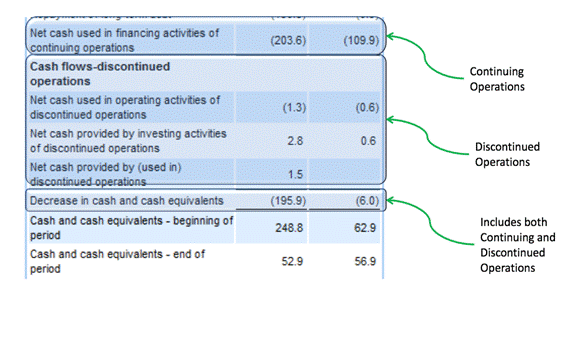 Net cash used in financing activities of
continuing operations (203.6) (109.9)
Cash flows-discontinued
operations
Net cash used in operating activities of
discontinued operations (1.3) (0.6)
Net cash provided by investing activities
of discontinued operations 2.8 0.6
Net cash provided by (used in)
discontinued operations 1.5
Decrease in cash and cash equivalents (195.9) (6.0)
Cash and cash equivalents - beginning of
period 248.8 62.9
Cash and cash equivalents - end of
period 52.9 56.9
Continuing
Operations
Discontinued
Operations
Includes both
Continuing and
Discontinued
Operations